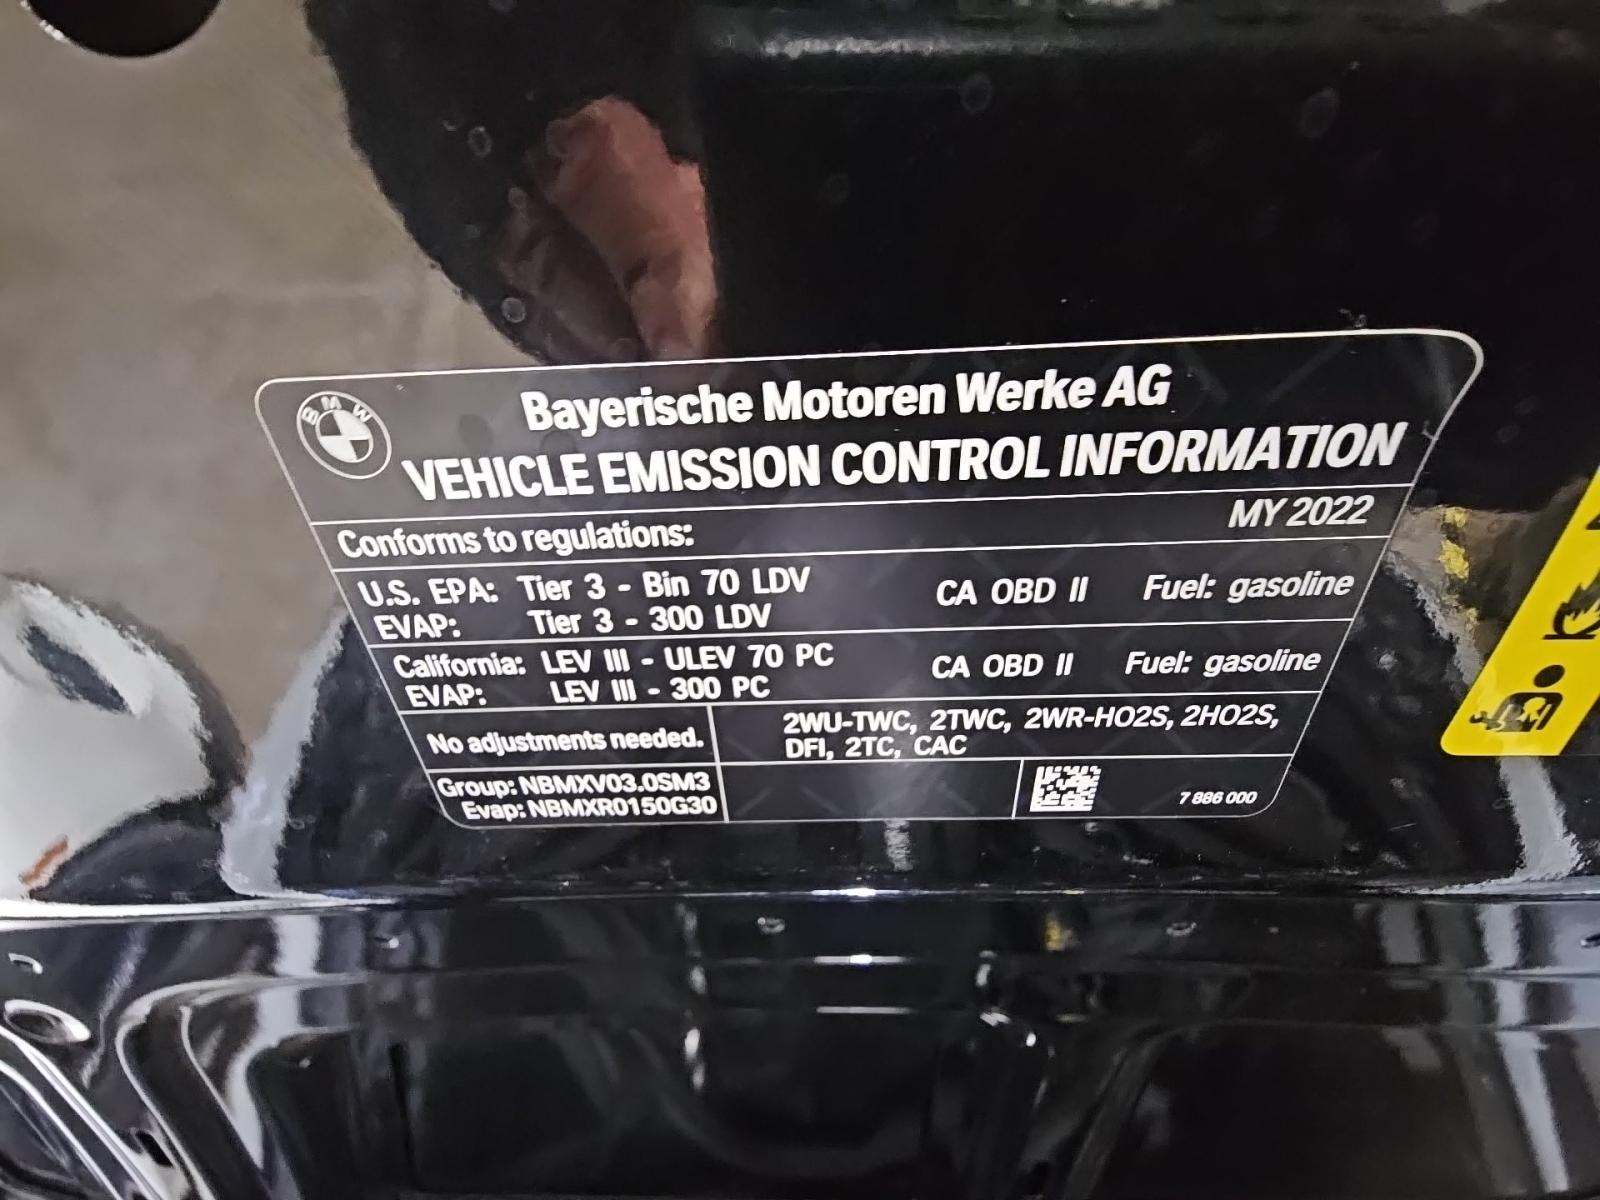 BMW
Bayerische Motoren Werke AG
VEHICLE EMISSION CONTROL INFORMATION
Conforms to regulations: MY 2022
U.S. EPA: Tier 3 - Bin 70 LDV CA OBD II Fuel: gasoline
EVAP: Tier 3 - 300 LDV
California: LEV III - ULEV 70 PC CA OBD II Fuel: gasoline
EVAP: LEV III - 300 PC
No adjustments needed.
2WU-TWC, 2TWC, 2WR-HO2S, 2HO2S,
DFI, 2TC, CAC
Group: NBMXV03.0SM3
Evap: NBMXR0150G30
7 886 000